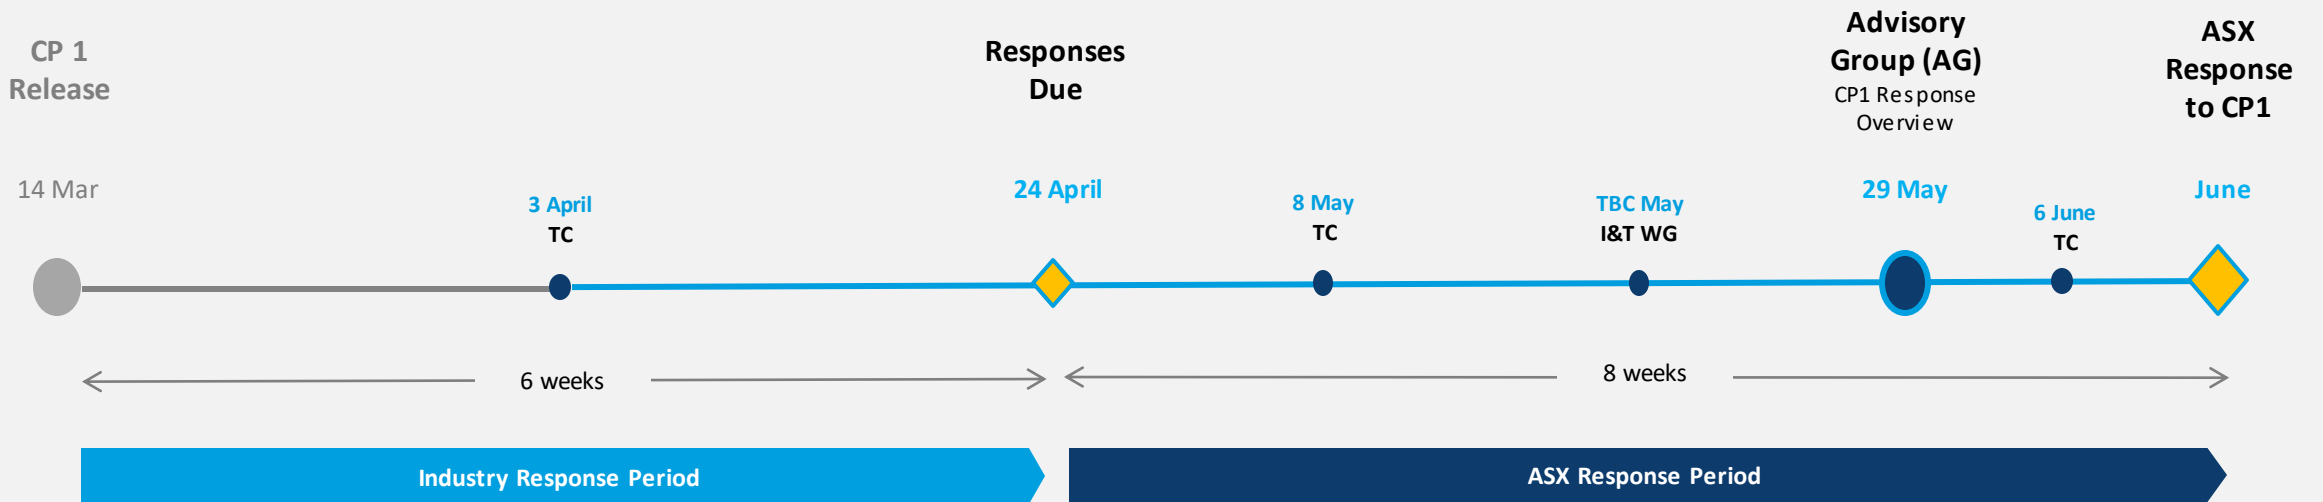 CP 1
Release
14 Mar
3 April
TC
Responses
Due
24 April
8 May
TC
TBC May
I&T WG
Advisory
Group (AG)
CP1 Response
Overview
29 May
6 June
TC
ASX
Response
to CP1
June
6 weeks
8 weeks
Industry Response Period
ASX Response Period